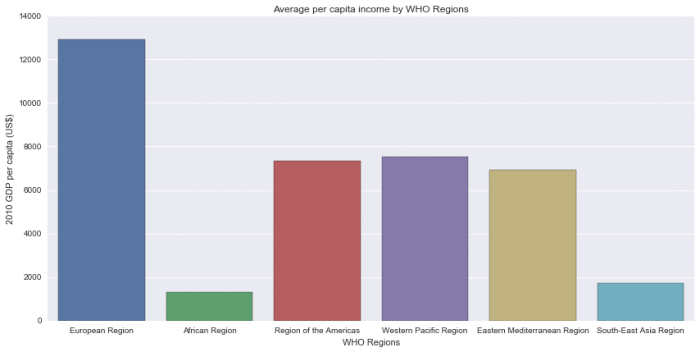 Average per capita income by WHO Regions
14000
12000
10000
8000
6000
4000
2000
0
2010 GDP per capita (US$)
European Region
African Region
Region of the Americas
Western Pacific Region
Eastern Mediterranean Region
South-East Asia Region
WHO Regions